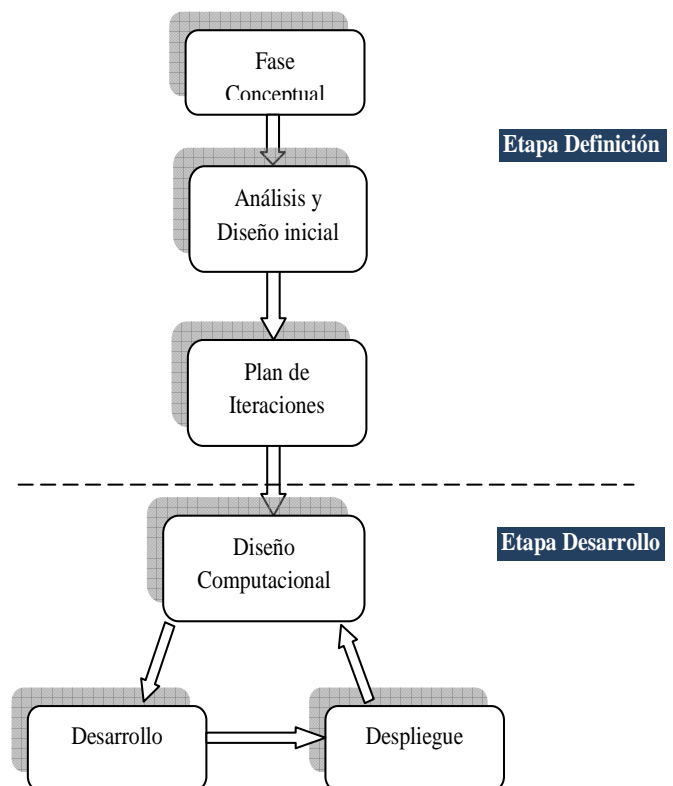 Fase
Conceptual
Etapa Definición
Análisis y
Diseño inicial
Plan de
Iteraciones
Etapa Desarrollo
Diseño
Computacional
Desarrollo
Despliegue